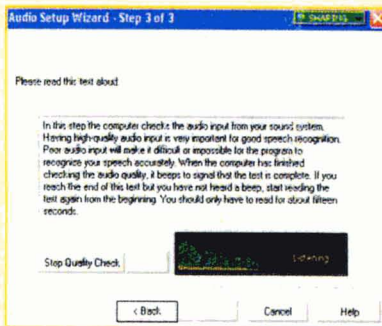 Audio Setup Wizard - Step 3 of 3
Please read this text aloud
In this step the computer checks the audio input from your sound system.
Having high-quality audio input is very important for good speech recognition.
Poor audio input will make it difficult or impossible for the program to
recognize your speech accurately. When the computer has finished
checking the audio quality, it beeps to signal that the test is complete. If you
reach the end of this text but you have not heard a beep, start reading the
text again from the beginning. You should only have to read for about fifteen
seconds.
Stop Quality Check
Listening
< Back
Cancel
Help